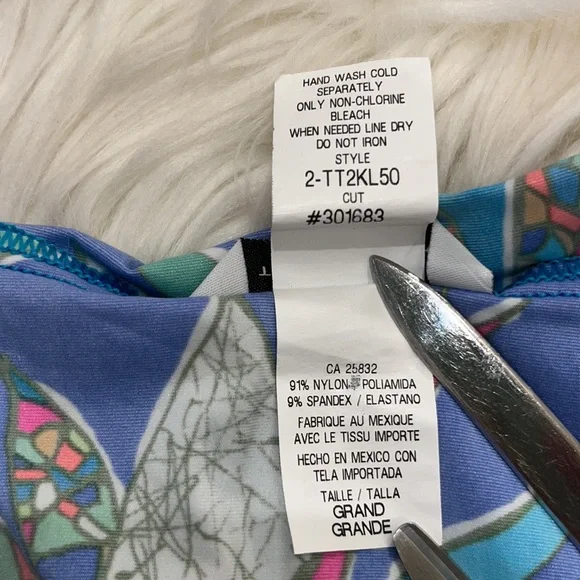 HAND WASH COLD
SEPARATELY
ONLY NON-CHLORINE
BLEACH
WHEN NEEDED LINE DRY
DO NOT IRON
STYLE
2-TT2KL50
CUT
#301683
CA 25832
91% NYLON / POLIAMIDA
9% SPANDEX / ELASTANO
FABRIQUE AU MEXIQUE
AVEC LE TISSU IMPORTE
HECHO EN MEXICO CON
TELA IMPORTADA
TAILLE / TALLA
GRAND
GRANDE